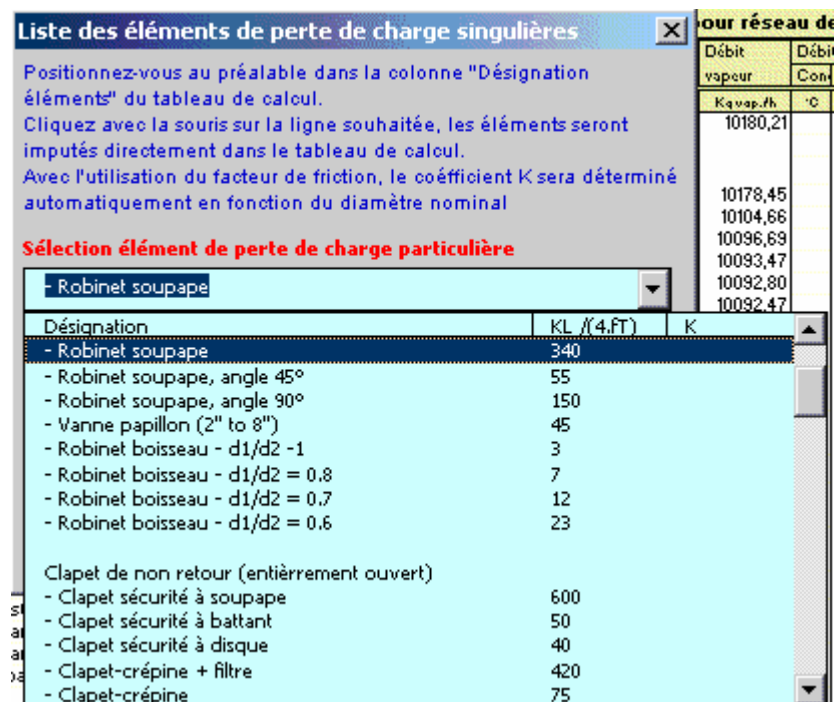 Liste des éléments de perte de charge singulières
our réseau de
Positionnez-vous au préalable dans la colonne "Désignation
éléments" du tableau de calcul.
Cliquez avec la souris sur la ligne souhaitée, les éléments seront
imputés directement dans le tableau de calcul.
Avec l'utilisation du facteur de friction, le coéfficient K sera déterminé
automatiquement en fonction du diamètre nominal
Débit Débi
vapeur Con
Kg vap./h °C
10180,21
10178,45
10104,66
10096,69
10093,47
10092,80
10092,47
Sélection élément de perte de charge particulière
- Robinet soupape
Désignation KL /(4.fT) K
- Robinet soupape 340
- Robinet soupape, angle 45° 55
- Robinet soupape, angle 90° 150
- Vanne papillon (2" to 8") 45
- Robinet boisseau - d1/d2 -1 3
- Robinet boisseau - d1/d2 = 0.8 7
- Robinet boisseau - d1/d2 = 0.7 12
- Robinet boisseau - d1/d2 = 0.6 23
Clapet de non retour (entièrrement ouvert)
- Clapet sécurité à soupape 600
- Clapet sécurité à battant 50
- Clapet sécurité à disque 40
- Clapet-crépine + filtre 420
- Clapet-crépine 75